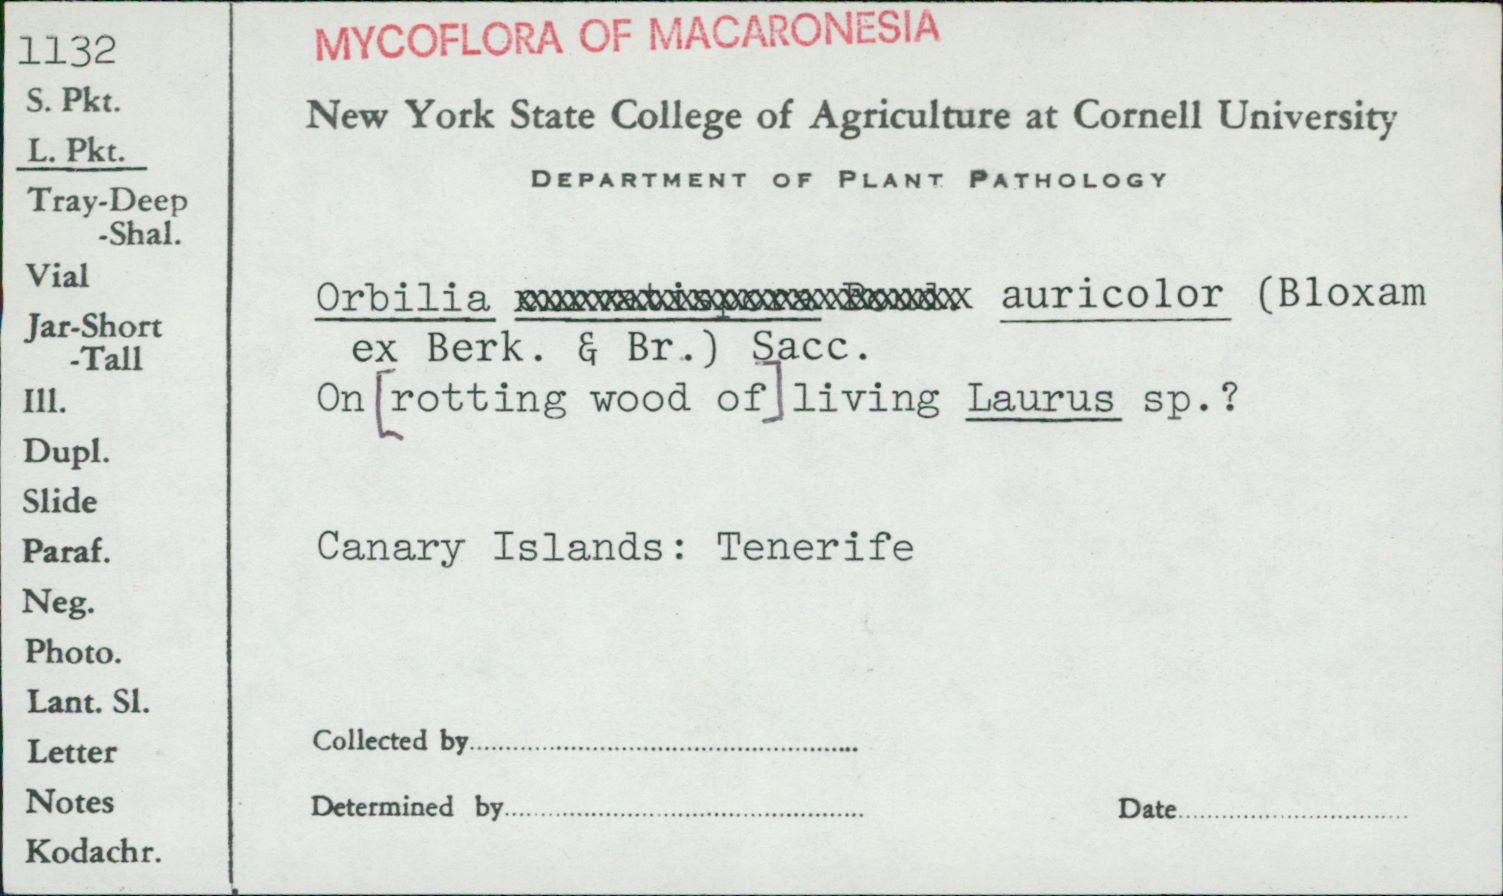 1132
S. Pkt.
L. Pkt.
Tray-Deep
-Shal.
Vial
Jar-Short
-Tall
Ill.
Dupl.
Slide
Paraf.
Neg.
Photo.
Lant. Sl.
Letter
Notes
Kodachr.
MYCOFLORA OF MACARONESIA
New York State College of Agriculture at Cornell University
DEPARTMENT OF PLANT PATHOLOGY
Orbilia auricolor (Bloxam
ex Berk. & Br.) Sacc.
On [rotting wood of] living Laurus sp.?
Canary Islands: Tenerife
Collected by
Determined by
Date